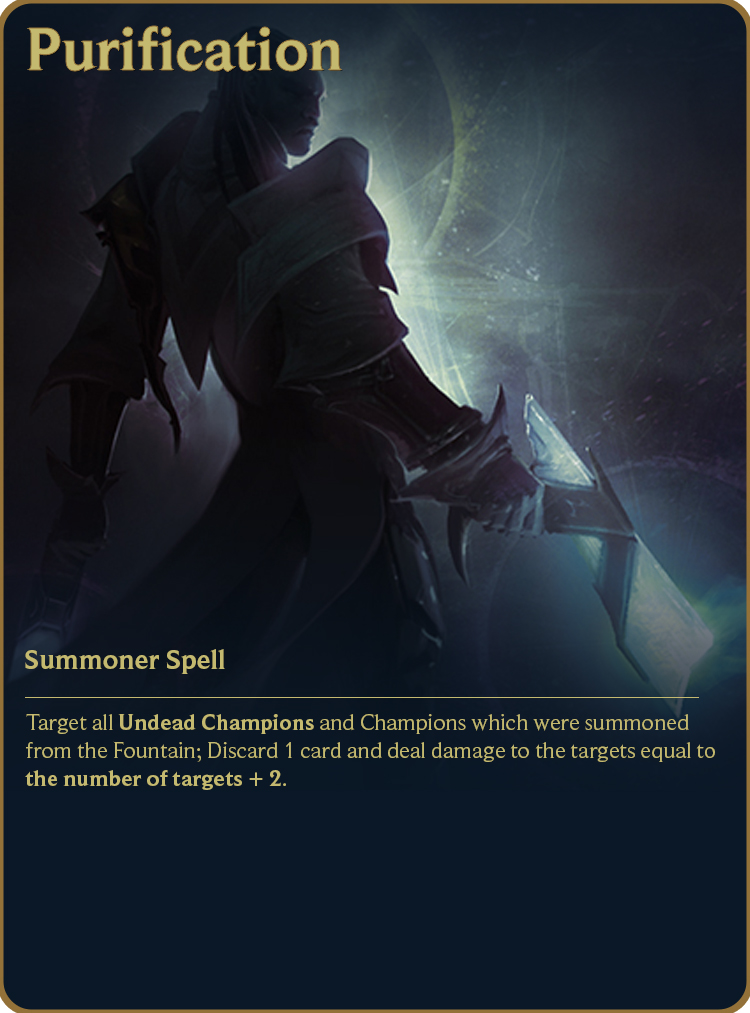 Purification
Summoner Spell
Target all Undead Champions and Champions which were summoned
from the Fountain; Discard 1 card and deal damage to the targets equal to
the number of targets + 2.